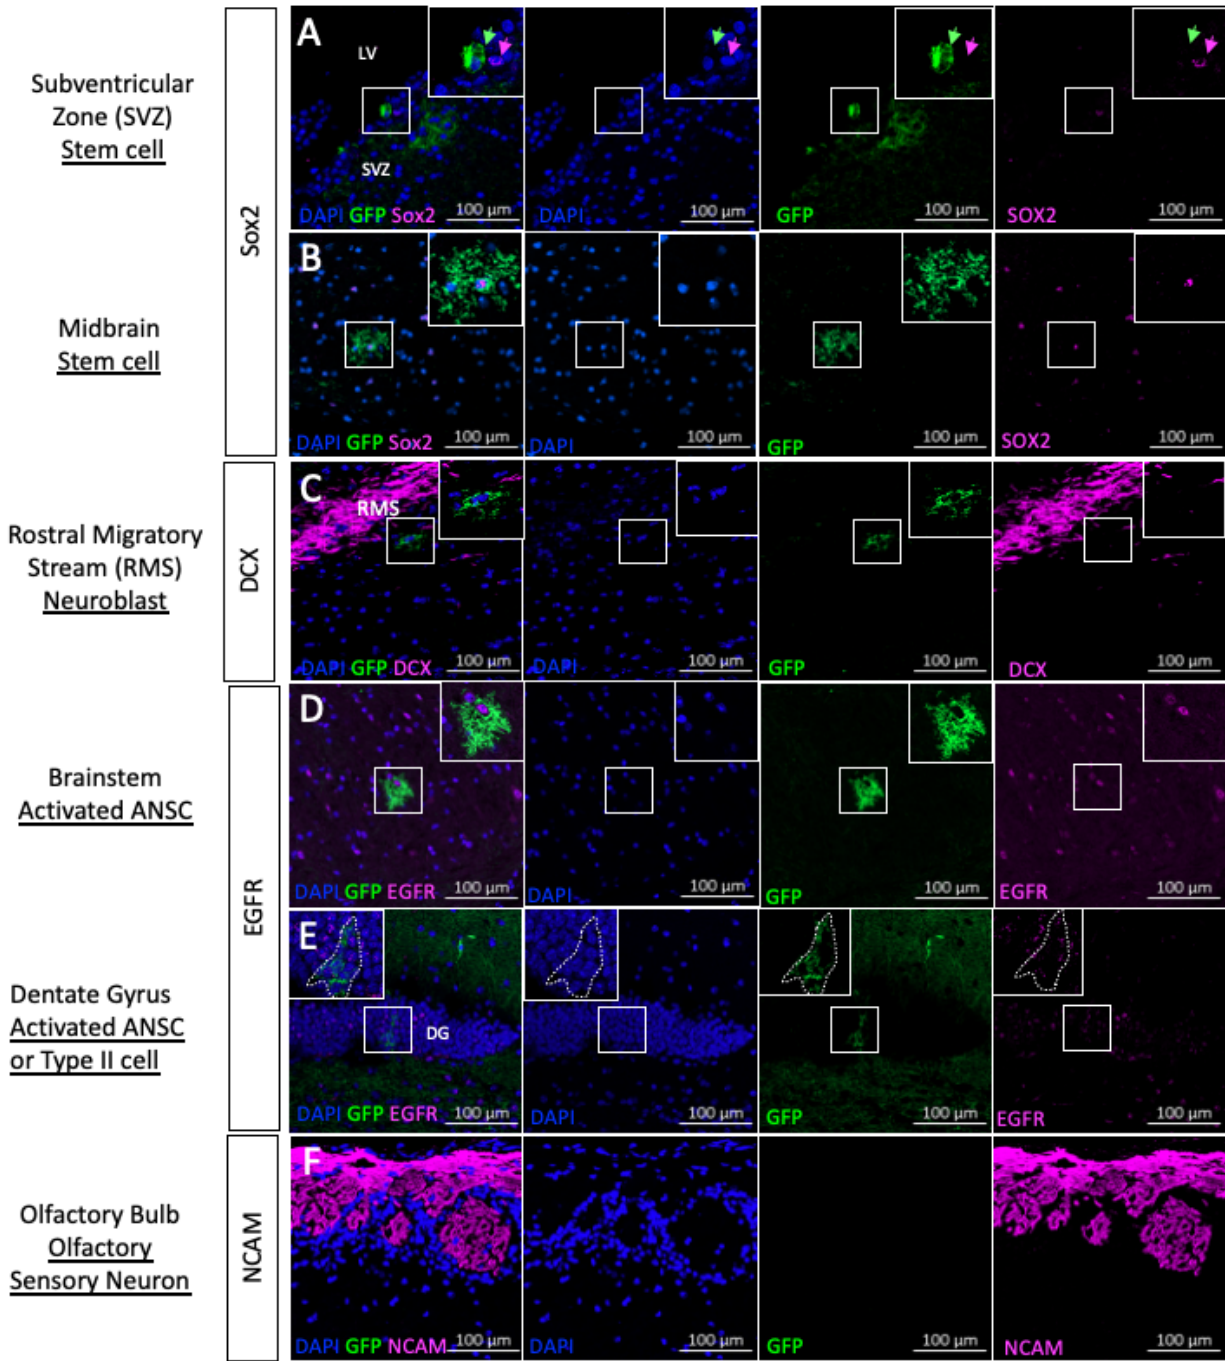 Subventricular
Zone (SVZ)
Stem cell
Sox2
A
LV
SVZ
DAPI GFP Sox2
100 µm
DAPI
100 µm
GFP
100 µm
SOX2
100 µm
Midbrain
Stem cell
B
DAPI GFP Sox2
100 µm
DAPI
100 µm
GFP
100 µm
SOX2
100 µm
Rostral Migratory
Stream (RMS)
Neuroblast
DCX
C
RMS
DAPI GFP DCX
100 µm
DAPI
100 µm
GFP
100 µm
DCX
100 µm
Brainstem
Activated ANSC
EGFR
D
DAPI GFP EGFR
100 µm
DAPI
100 µm
GFP
100 µm
EGFR
100 µm
Dentate Gyrus
Activated ANSC
or Type II cell
E
DG
DAPI GFP EGFR
100 µm
DAPI
100 µm
GFP
100 µm
EGFR
100 µm
Olfactory Bulb
Olfactory
Sensory Neuron
NCAM
F
DAPI GFP NCAM
100 µm
DAPI
100 µm
GFP
100 µm
NCAM
100 µm